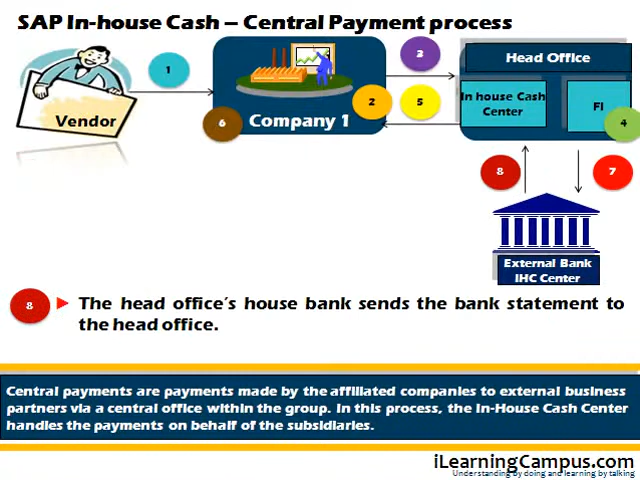 SAP In-house Cash – Central Payment process
1
3
Head Office
Vendor
2
5
In house Cash
Center
FI
6
Company 1
4
8
7
External Bank
IHC Center
8
The head office's house bank sends the bank statement to
the head office.
Central payments are payments made by the affiliated companies to external business
partners via a central office within the group. In this process, the In-House Cash Center
handles the payments on behalf of the subsidiaries.
iLearningCampus.com
Understanding by doing and learning by talking